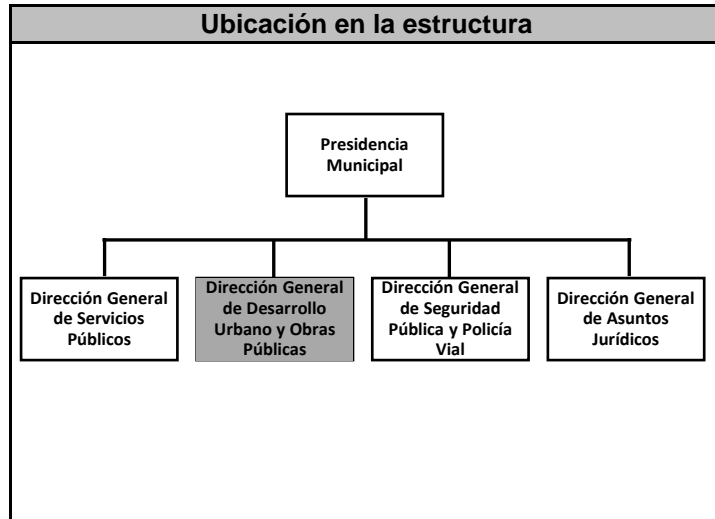 Ubicación en la estructura
Presidencia
Municipal
Dirección General
de Servicios
Públicos
Dirección General
de Desarrollo
Urbano y Obras
Públicas
Dirección General
de Seguridad
Pública y Policía
Vial
Dirección General
de Asuntos
Jurídicos